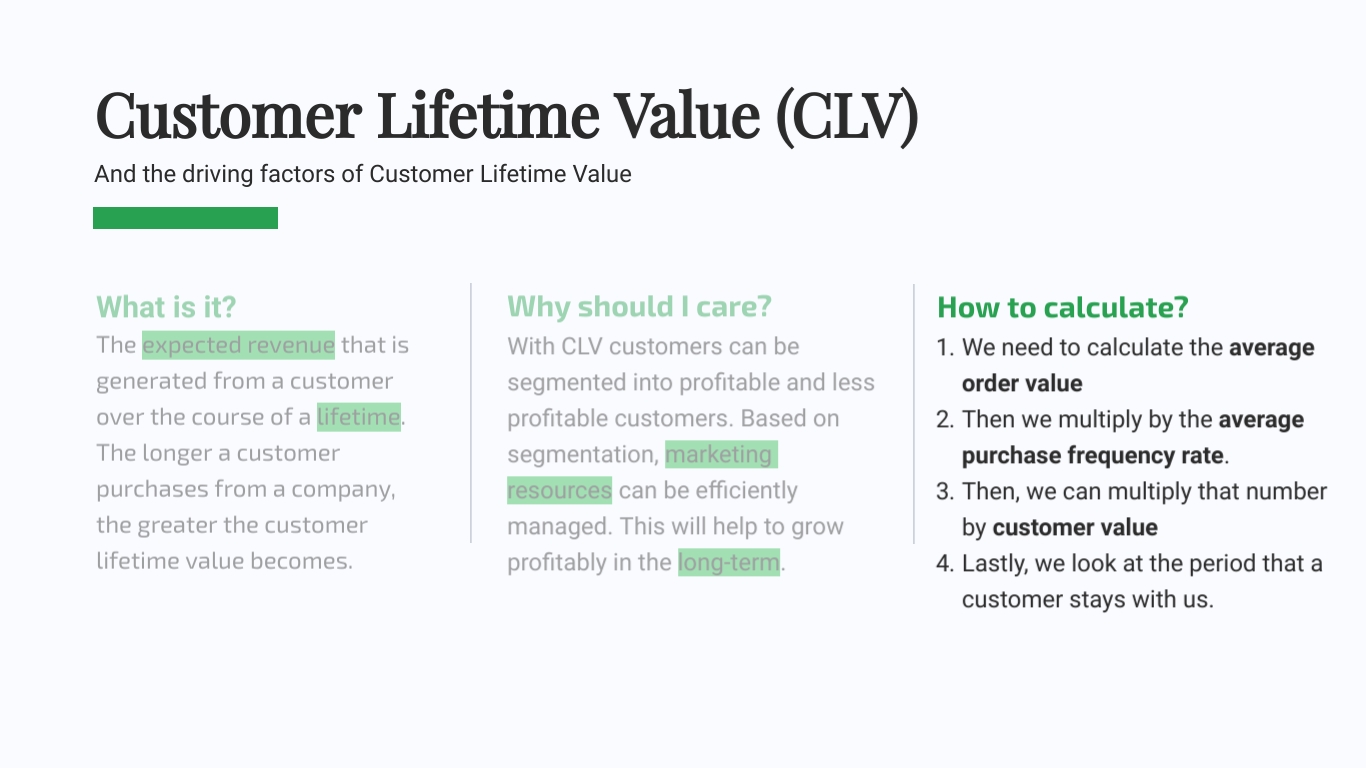 Customer Lifetime Value (CLV)
And the driving factors of Customer Lifetime Value
What is it?
The expected revenue that is
generated from a customer
over the course of a lifetime.
The longer a customer
purchases from a company,
the greater the customer
lifetime value becomes.
Why should I care?
With CLV customers can be
segmented into profitable and less
profitable customers. Based on
segmentation, marketing
resources can be efficiently
managed. This will help to grow
profitably in the long-term.
How to calculate?
1. We need to calculate the average
order value
2. Then we multiply by the average
purchase frequency rate.
3. Then, we can multiply that number
by customer value
4. Lastly, we look at the period that a
customer stays with us.